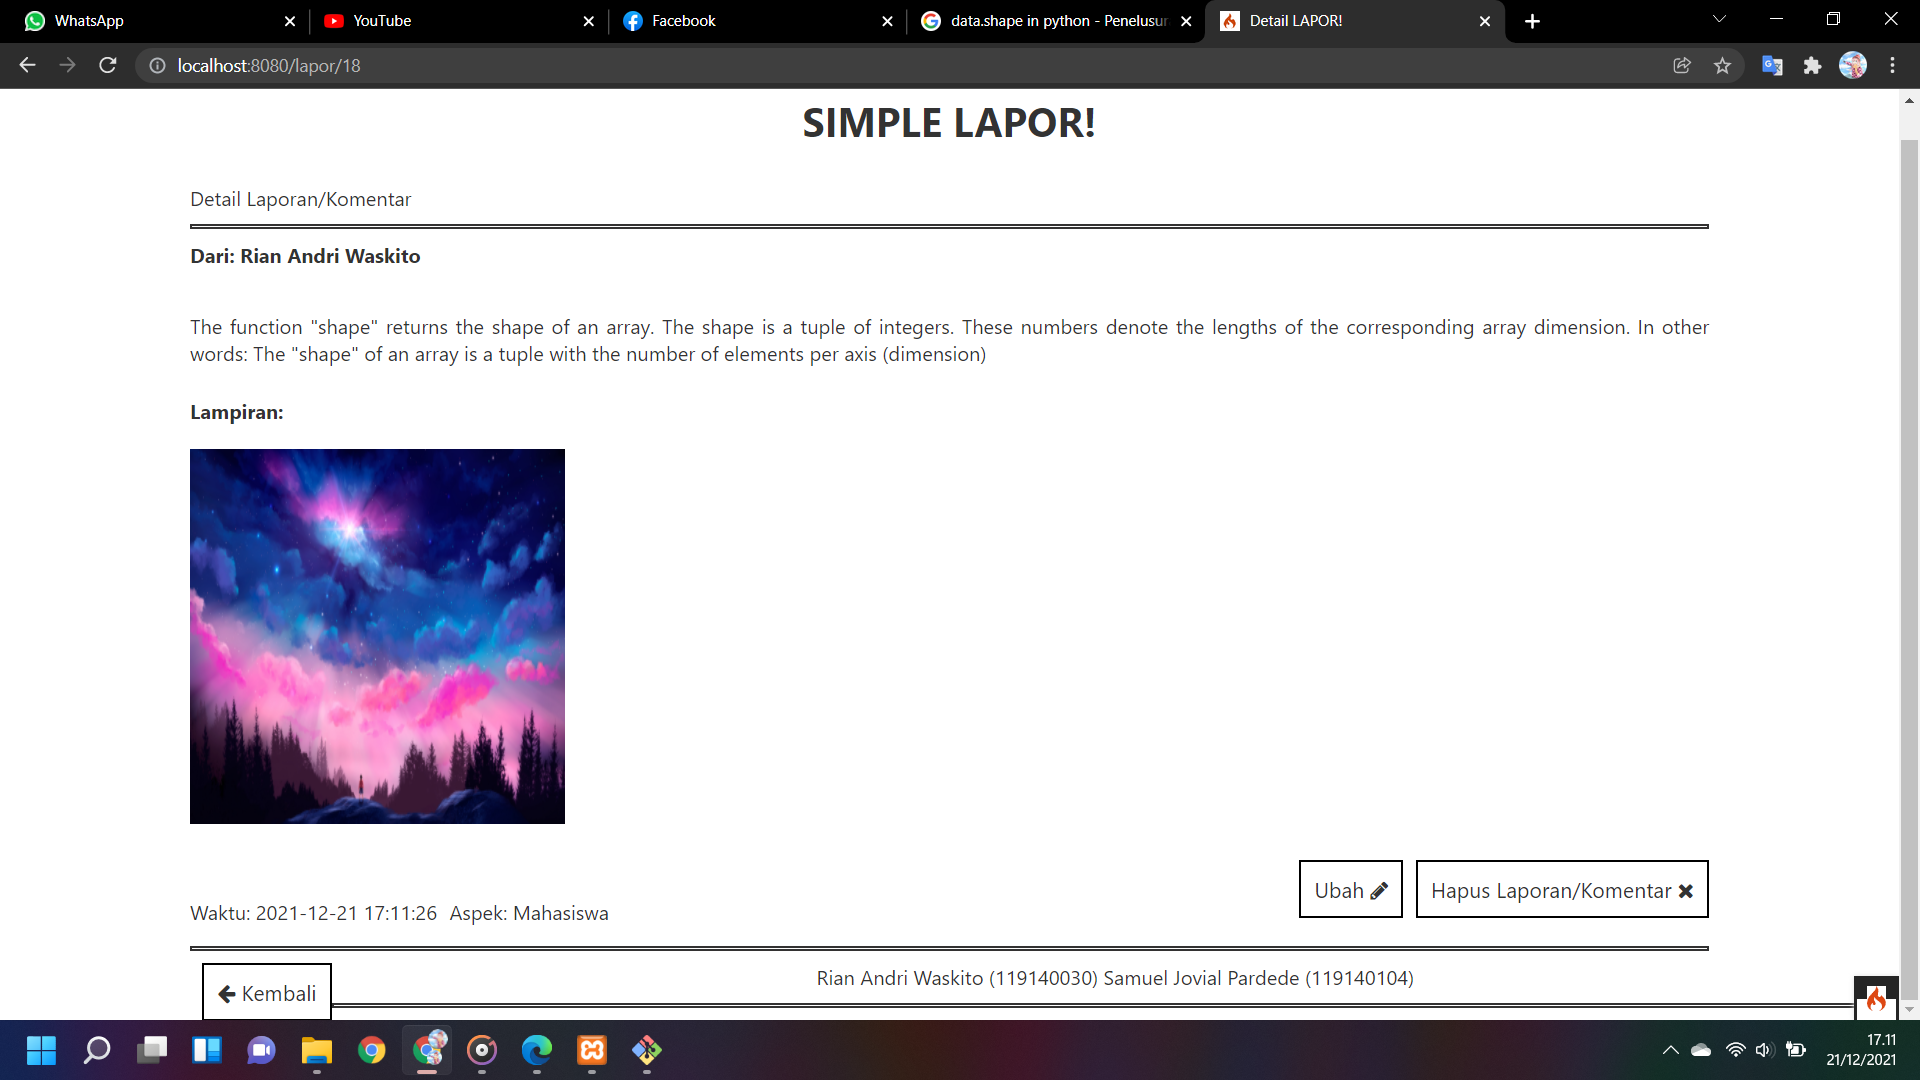 WhatsApp
YouTube
Facebook
data.shape in python - Penelusur
Detail LAPOR!
localhost:8080/lapor/18
SIMPLE LAPOR!
Detail Laporan/Komentar
Dari: Rian Andri Waskito
The function "shape" returns the shape of an array. The shape is a tuple of integers. These numbers denote the lengths of the corresponding array dimension. In other
words: The "shape" of an array is a tuple with the number of elements per axis (dimension)
Lampiran:
Ubah
Hapus Laporan/Komentar
Waktu: 2021-12-21 17:11:26 Aspek: Mahasiswa
Rian Andri Waskito (119140030) Samuel Jovial Pardede (119140104)
Kembali
17.11
21/12/2021